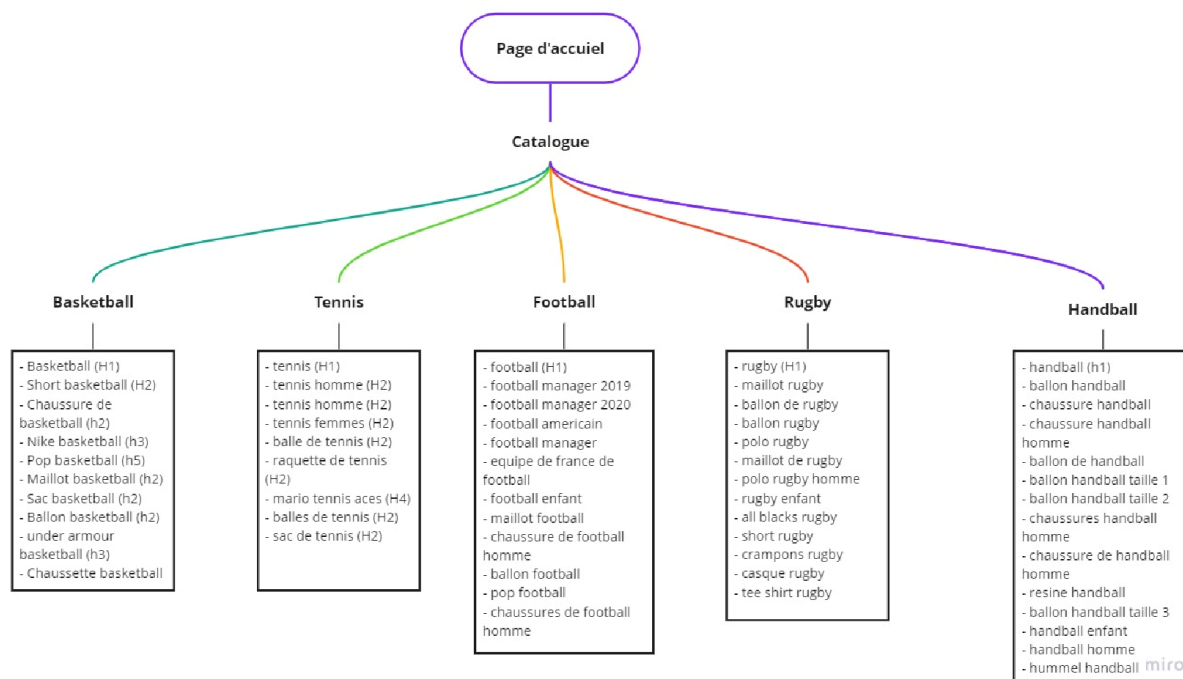 Page d'accuiel
Catalogue
Basketball
- Basketball (H1)
- Short basketball (H2)
- Chaussure de
basketball (h2)
- Nike basketball (h3)
- Pop basketball (h5)
- Maillot basketball (h2)
- Sac basketball (h2)
- Ballon basketball (h2)
- under armour
basketball (h3)
- Chaussette basketball
Tennis
- tennis (H1)
- tennis homme (H2)
- tennis homme (H2)
- tennis femmes (H2)
- balle de tennis (H2)
- raquette de tennis
(H2)
- mario tennis aces (H4)
- balles de tennis (H2)
- sac de tennis (H2)
Football
- football (H1)
- football manager 2019
- football manager 2020
- football americain
- football manager
- equipe de france de
football
- football enfant
- maillot football
- chaussure de football
homme
- ballon football
- pop football
- chaussures de football
homme
Rugby
- rugby (H1)
- maillot rugby
- ballon de rugby
- ballon rugby
- polo rugby
- maillot de rugby
- polo rugby homme
- rugby enfant
- all blacks rugby
- short rugby
- crampons rugby
- casque rugby
- tee shirt rugby
Handball
- handball (h1)
- ballon handball
- chaussure handball
- chaussure handball
homme
- ballon de handball
- ballon handball taille 1
- ballon handball taille 2
- chaussures handball
homme
- chaussure de handball
homme
- resine handball
- ballon handball taille 3
- handball enfant
- handball homme
- hummel handball
miro